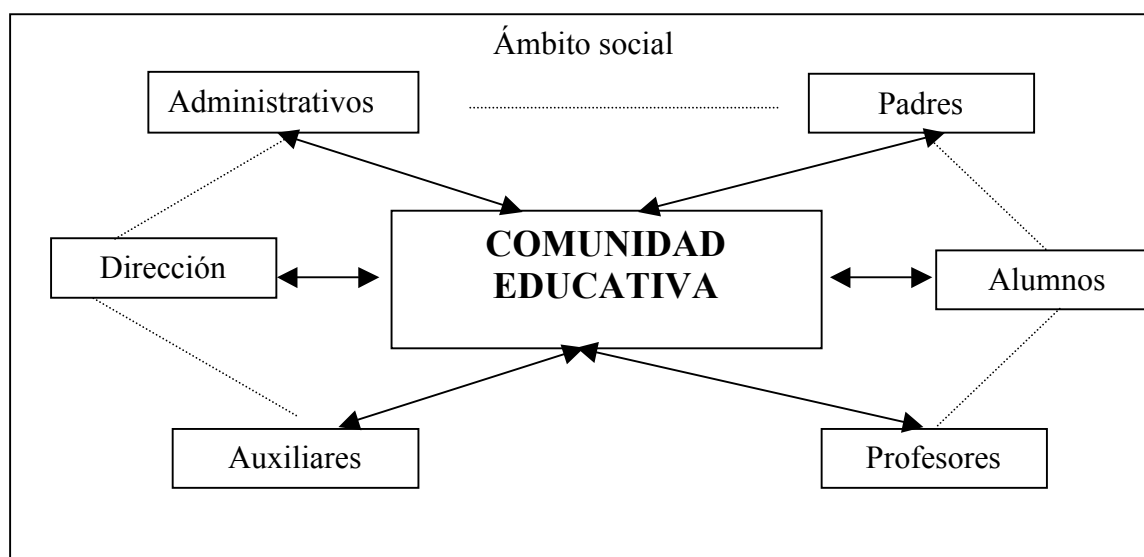 Ámbito social
Administrativos
Padres
COMUNIDAD
EDUCATIVA
Dirección
Alumnos
Auxiliares
Profesores